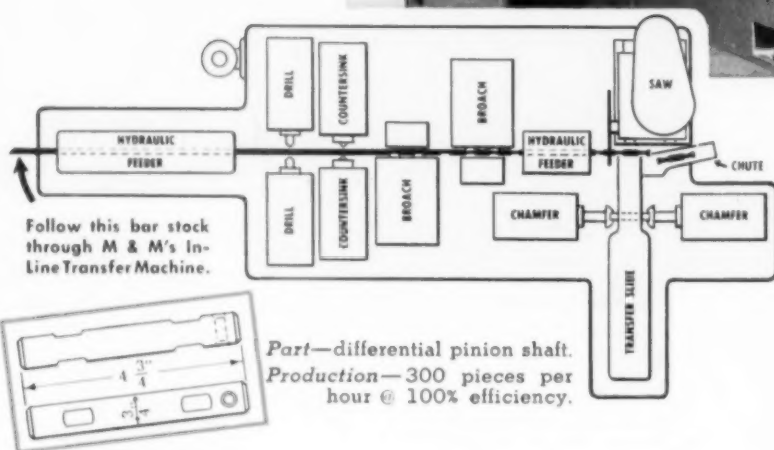 SAW
DRILL
COUNTERSINK
BROACH
HYDRAULIC
FEEDER
HYDRAULIC
FEEDER
CHUTE
DRILL
COUNTERSINK
BROACH
CHAMFER
CHAMFER
TRANSFER SLIDE
Follow this bar stock
through M & M's In-
Line Transfer Machine.
4 3/4"
3/4"
Part—differential pinion shaft.
Production—300 pieces per
hour @ 100% efficiency.